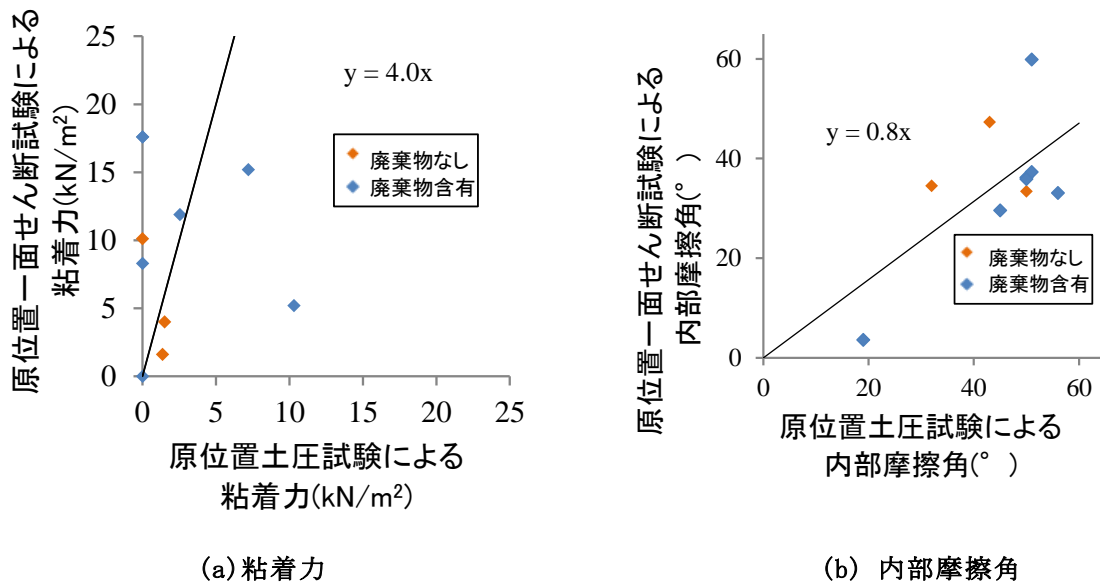 原位置一面せん断試験による
粘着力(kN/m²)
25
20
15
10
5
0
y = 4.0x
廃棄物なし
廃棄物含有
0 5 10 15 20 25
原位置土圧試験による
粘着力(kN/m²)
(a)粘着力
原位置一面せん断試験による
内部摩擦角(°)
60
40
20
0
y = 0.8x
廃棄物なし
廃棄物含有
0 20 40 60
原位置土圧試験による
内部摩擦角(°)
(b) 内部摩擦角